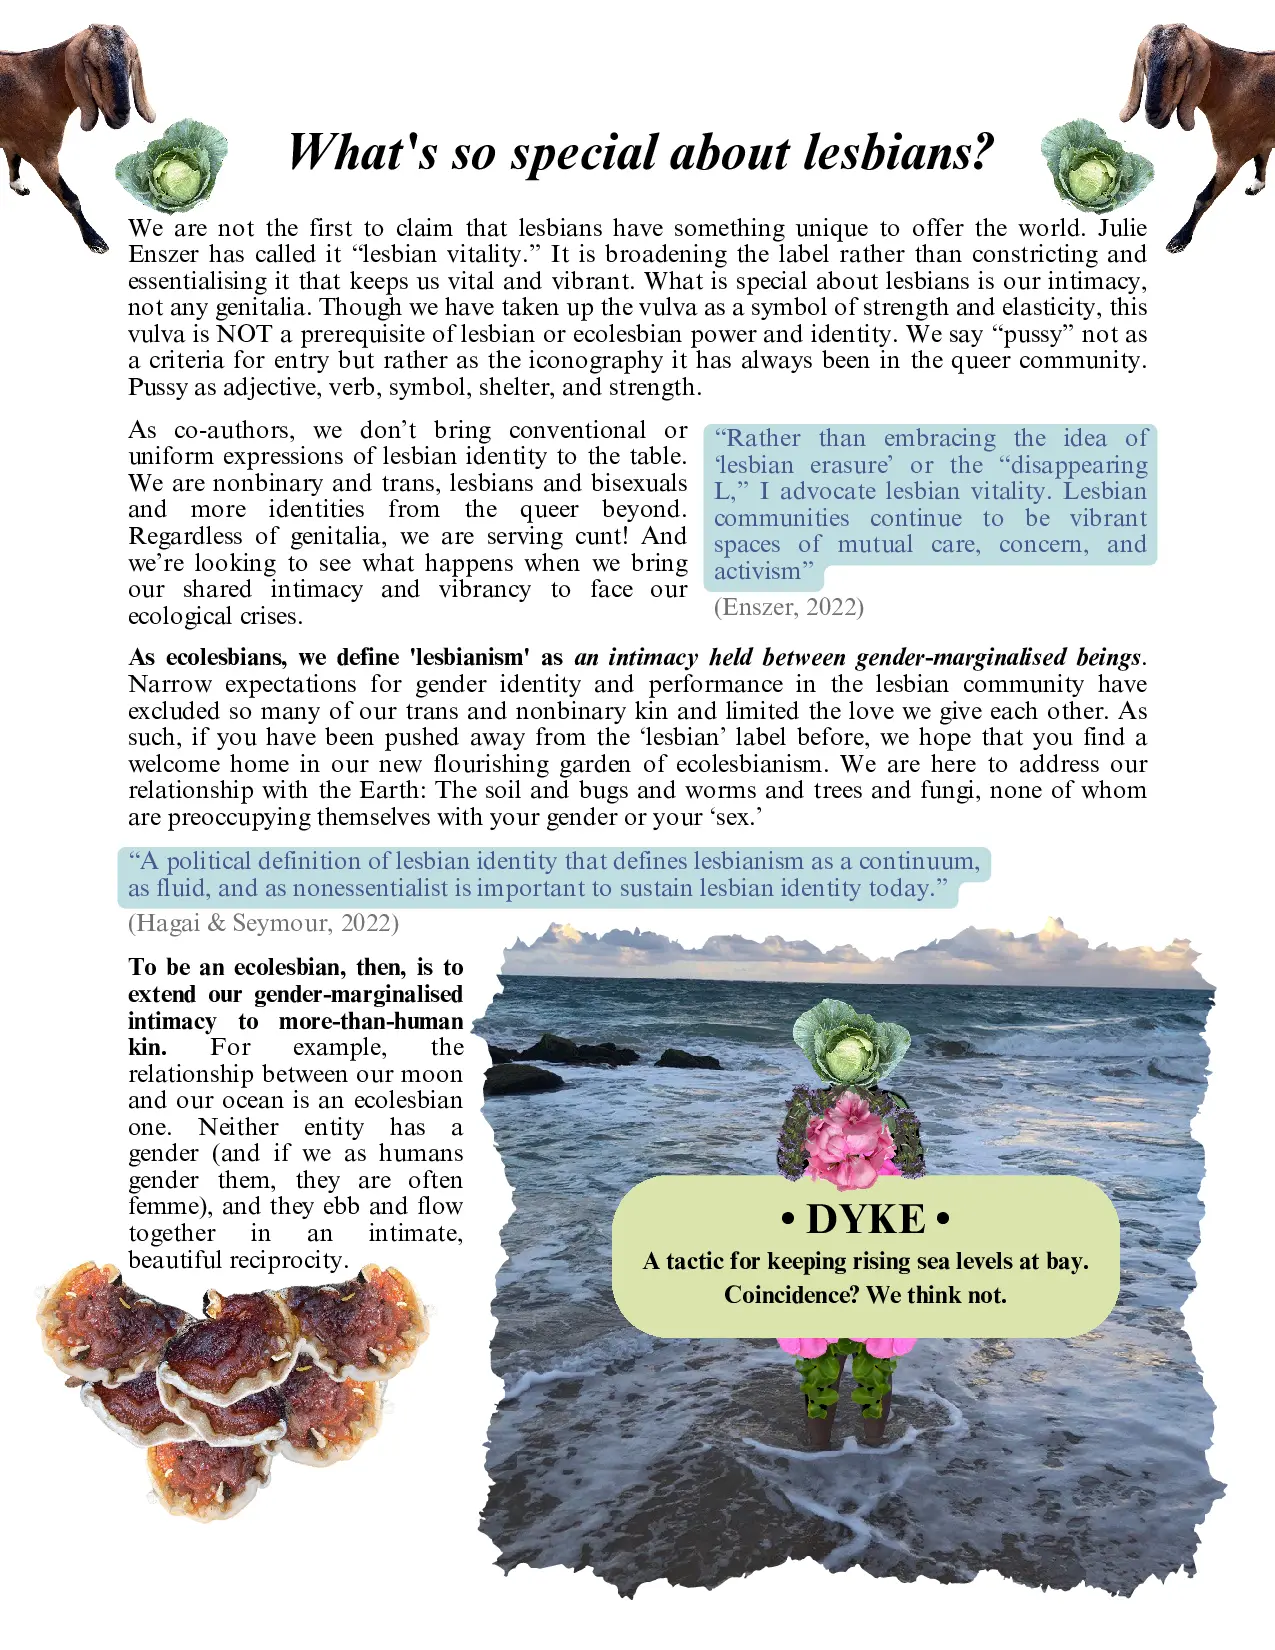 What's so special about lesbians?
We are not the first to claim that lesbians have something unique to offer the world. Julie
Enszer has called it “lesbian vitality.” It is broadening the label rather than constricting and
essentialising it that keeps us vital and vibrant. What is special about lesbians is our intimacy,
not any genitalia. Though we have taken up the vulva as a symbol of strength and elasticity, this
vulva is NOT a prerequisite of lesbian or ecolesbian power and identity. We say “pussy” not as
a criteria for entry but rather as the iconography it has always been in the queer community.
Pussy as adjective, verb, symbol, shelter, and strength.
As co-authors, we don’t bring conventional or
uniform expressions of lesbian identity to the table.
We are nonbinary and trans, lesbians and bisexuals
and more identities from the queer beyond.
Regardless of genitalia, we are serving cunt! And
we’re looking to see what happens when we bring
our shared intimacy and vibrancy to face our
ecological crises.
“Rather than embracing the idea of
‘lesbian erasure’ or the “disappearing
L,” I advocate lesbian vitality. Lesbian
communities continue to be vibrant
spaces of mutual care, concern, and
activism”
(Enszer, 2022)
As ecolesbians, we define 'lesbianism' as an intimacy held between gender-marginalised beings.
Narrow expectations for gender identity and performance in the lesbian community have
excluded so many of our trans and nonbinary kin and limited the love we give each other. As
such, if you have been pushed away from the ‘lesbian’ label before, we hope that you find a
welcome home in our new flourishing garden of ecolesbianism. We are here to address our
relationship with the Earth: The soil and bugs and worms and trees and fungi, none of whom
are preoccupying themselves with your gender or your ‘sex.’
“A political definition of lesbian identity that defines lesbianism as a continuum,
as fluid, and as nonessentialist is important to sustain lesbian identity today.”
(Hagai & Seymour, 2022)
To be an ecolesbian, then, is to
extend our gender-marginalised
intimacy to more-than-human
kin. For example, the
relationship between our moon
and our ocean is an ecolesbian
one. Neither entity has a
gender (and if we as humans
gender them, they are often
femme), and they ebb and flow
together in an intimate,
beautiful reciprocity.
• DYKE •
A tactic for keeping rising sea levels at bay.
Coincidence? We think not.